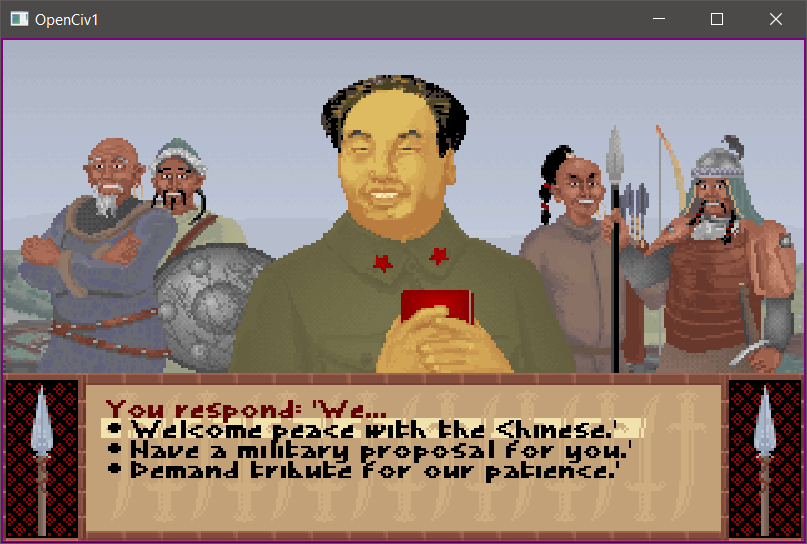 OpenCiv1
You respond: 'We...
• Welcome peace with the Chinese.'
• Have a military proposal for you.'
• Demand tribute for our patience.'